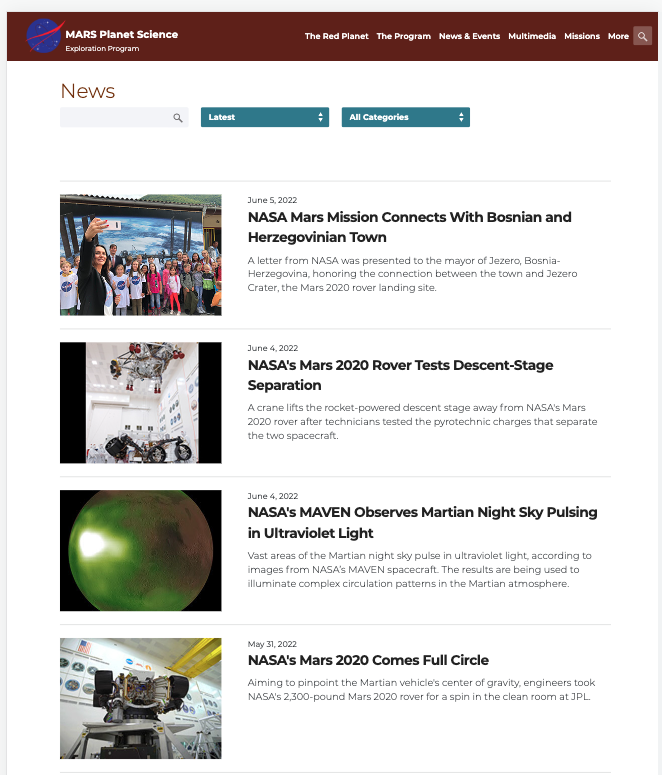 MARS Planet Science
Exploration Program
The Red Planet The Program News & Events Multimedia Missions More
News
Latest
All Categories
June 5, 2022
NASA Mars Mission Connects With Bosnian and
Herzegovinian Town
A letter from NASA was presented to the mayor of Jezero, Bosnia-
Herzegovina, honoring the connection between the town and Jezero
Crater, the Mars 2020 rover landing site.
June 4, 2022
NASA's Mars 2020 Rover Tests Descent-Stage
Separation
A crane lifts the rocket-powered descent stage away from NASA's Mars
2020 rover after technicians tested the pyrotechnic charges that separate
the two spacecraft.
June 4, 2022
NASA's MAVEN Observes Martian Night Sky Pulsing
in Ultraviolet Light
Vast areas of the Martian night sky pulse in ultraviolet light, according to
images from NASA’s MAVEN spacecraft. The results are being used to
illuminate complex circulation patterns in the Martian atmosphere.
May 31, 2022
NASA's Mars 2020 Comes Full Circle
Aiming to pinpoint the Martian vehicle's center of gravity, engineers took
NASA's 2,300-pound Mars 2020 rover for a spin in the clean room at JPL.